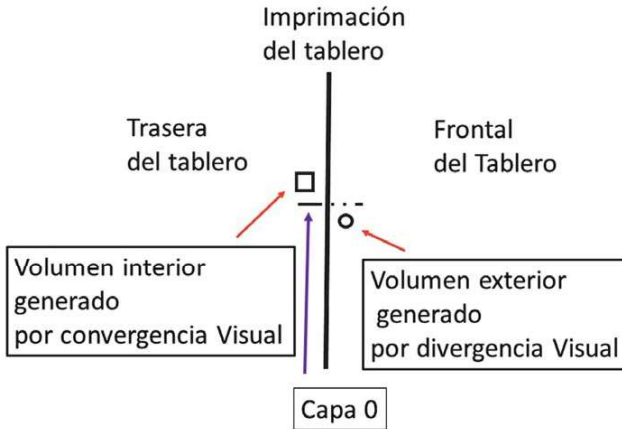 Imprimación
del tablero
Trasera
del tablero
Frontal
del Tablero
Volumen interior
generado
por convergencia Visual
Volumen exterior
generado
por divergencia Visual
Capa 0